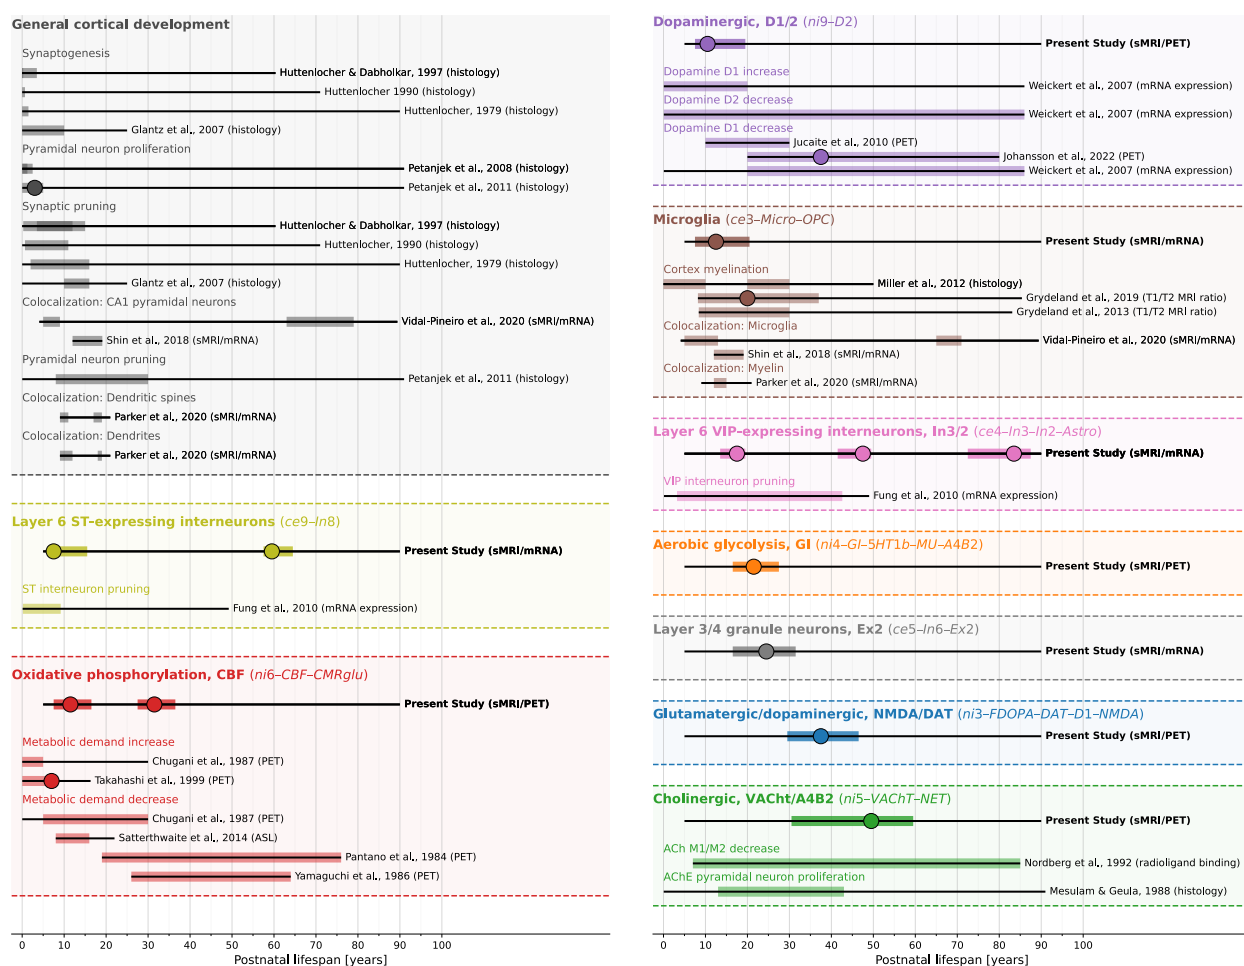 General cortical development
Synaptogenesis
Huttenlocher & Dabholkar, 1997 (histology)
Huttenlocher 1990 (histology)
Huttenlocher, 1979 (histology)
Glantz et al., 2007 (histology)
Pyramidal neuron proliferation
Petanjek et al., 2008 (histology)
Petanjek et al., 2011 (histology)
Synaptic pruning
Huttenlocher & Dabholkar, 1997 (histology)
Huttenlocher, 1990 (histology)
Huttenlocher, 1979 (histology)
Glantz et al., 2007 (histology)
Colocalization: CA1 pyramidal neurons
Vidal-Pineiro et al., 2020 (sMRI/mRNA)
Shin et al., 2018 (sMRI/mRNA)
Pyramidal neuron pruning
Petanjek et al., 2011 (histology)
Colocalization: Dendritic spines
Parker et al., 2020 (sMRI/mRNA)
Colocalization: Dendrites
Parker et al., 2020 (sMRI/mRNA)
Layer 6 ST-expressing interneurons (ce9–In8)
Present Study (sMRI/mRNA)
ST interneuron pruning
Fung et al., 2010 (mRNA expression)
Oxidative phosphorylation, CBF (ni6–CBF–CMRglu)
Present Study (sMRI/PET)
Metabolic demand increase
Chugani et al., 1987 (PET)
Takahashi et al., 1999 (PET)
Metabolic demand decrease
Chugani et al., 1987 (PET)
Satterthwaite et al., 2014 (ASL)
Pantano et al., 1984 (PET)
Yamaguchi et al., 1986 (PET)
0 10 20 30 40 50 60 70 80 90 100
Postnatal lifespan [years]
Dopaminergic, D1/2 (ni9–D2)
Present Study (sMRI/PET)
Dopamine D1 increase
Weickert et al., 2007 (mRNA expression)
Dopamine D2 decrease
Weickert et al., 2007 (mRNA expression)
Dopamine D1 decrease
Jucaite et al., 2010 (PET)
Johansson et al., 2022 (PET)
Weickert et al., 2007 (mRNA expression)
Microglia (ce3–Micro–OPC)
Present Study (sMRI/mRNA)
Cortex myelination
Miller et al., 2012 (histology)
Grydeland et al., 2019 (T1/T2 MRI ratio)
Grydeland et al., 2013 (T1/T2 MRI ratio)
Colocalization: Microglia
Vidal-Pineiro et al., 2020 (sMRI/mRNA)
Shin et al., 2018 (sMRI/mRNA)
Colocalization: Myelin
Parker et al., 2020 (sMRI/mRNA)
Layer 6 VIP-expressing interneurons, In3/2 (ce4–In3–In2–Astro)
Present Study (sMRI/mRNA)
VIP interneuron pruning
Fung et al., 2010 (mRNA expression)
Aerobic glycolysis, GI (ni4–GI–5HT1b–MU–A4B2)
Present Study (sMRI/PET)
Layer 3/4 granule neurons, Ex2 (ce5–In6–Ex2)
Present Study (sMRI/mRNA)
Glutamatergic/dopaminergic, NMDA/DAT (ni3–FDOPA–DAT–D1–NMDA)
Present Study (sMRI/PET)
Cholinergic, VACht/A4B2 (ni5–VAChT–NET)
Present Study (sMRI/PET)
ACh M1/M2 decrease
Nordberg et al., 1992 (radioligand binding)
AChE pyramidal neuron proliferation
Mesulam & Geula, 1988 (histology)
0 10 20 30 40 50 60 70 80 90 100
Postnatal lifespan [years]